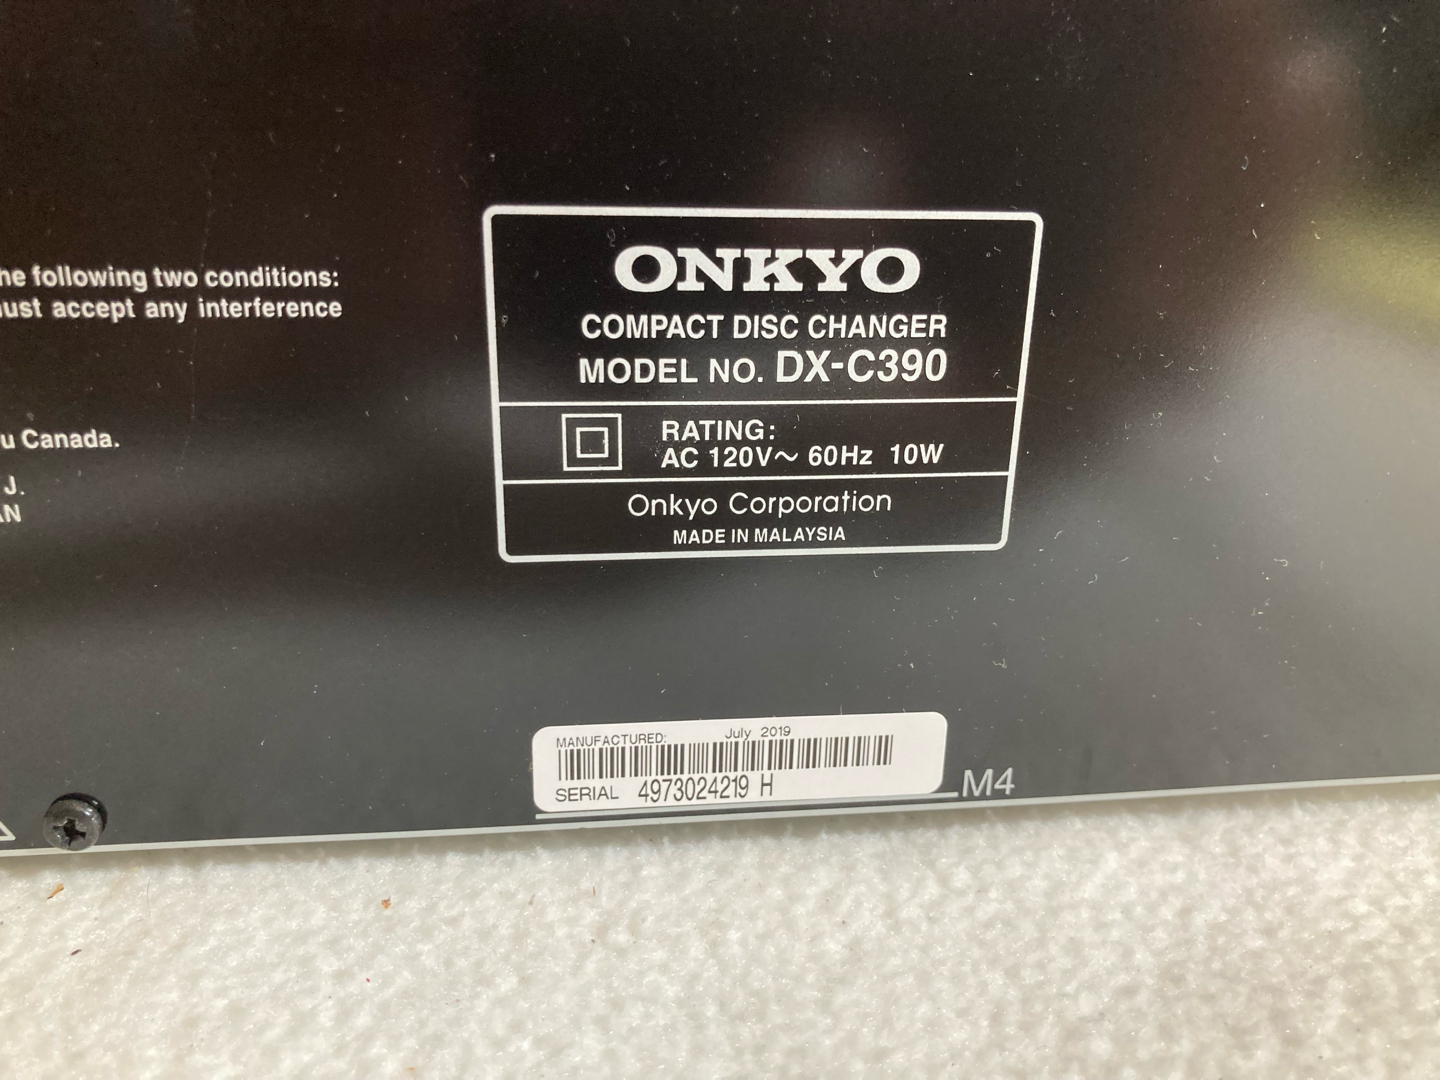 he following two conditions:
ust accept any interference
u Canada.
J.
AN
ONKYO
COMPACT DISC CHANGER
MODEL NO. DX-C390
RATING:
AC 120V~ 60Hz 10W
Onkyo Corporation
MADE IN MALAYSIA
MANUFACTURED: July 2019
SERIAL 4973024219 H
M4